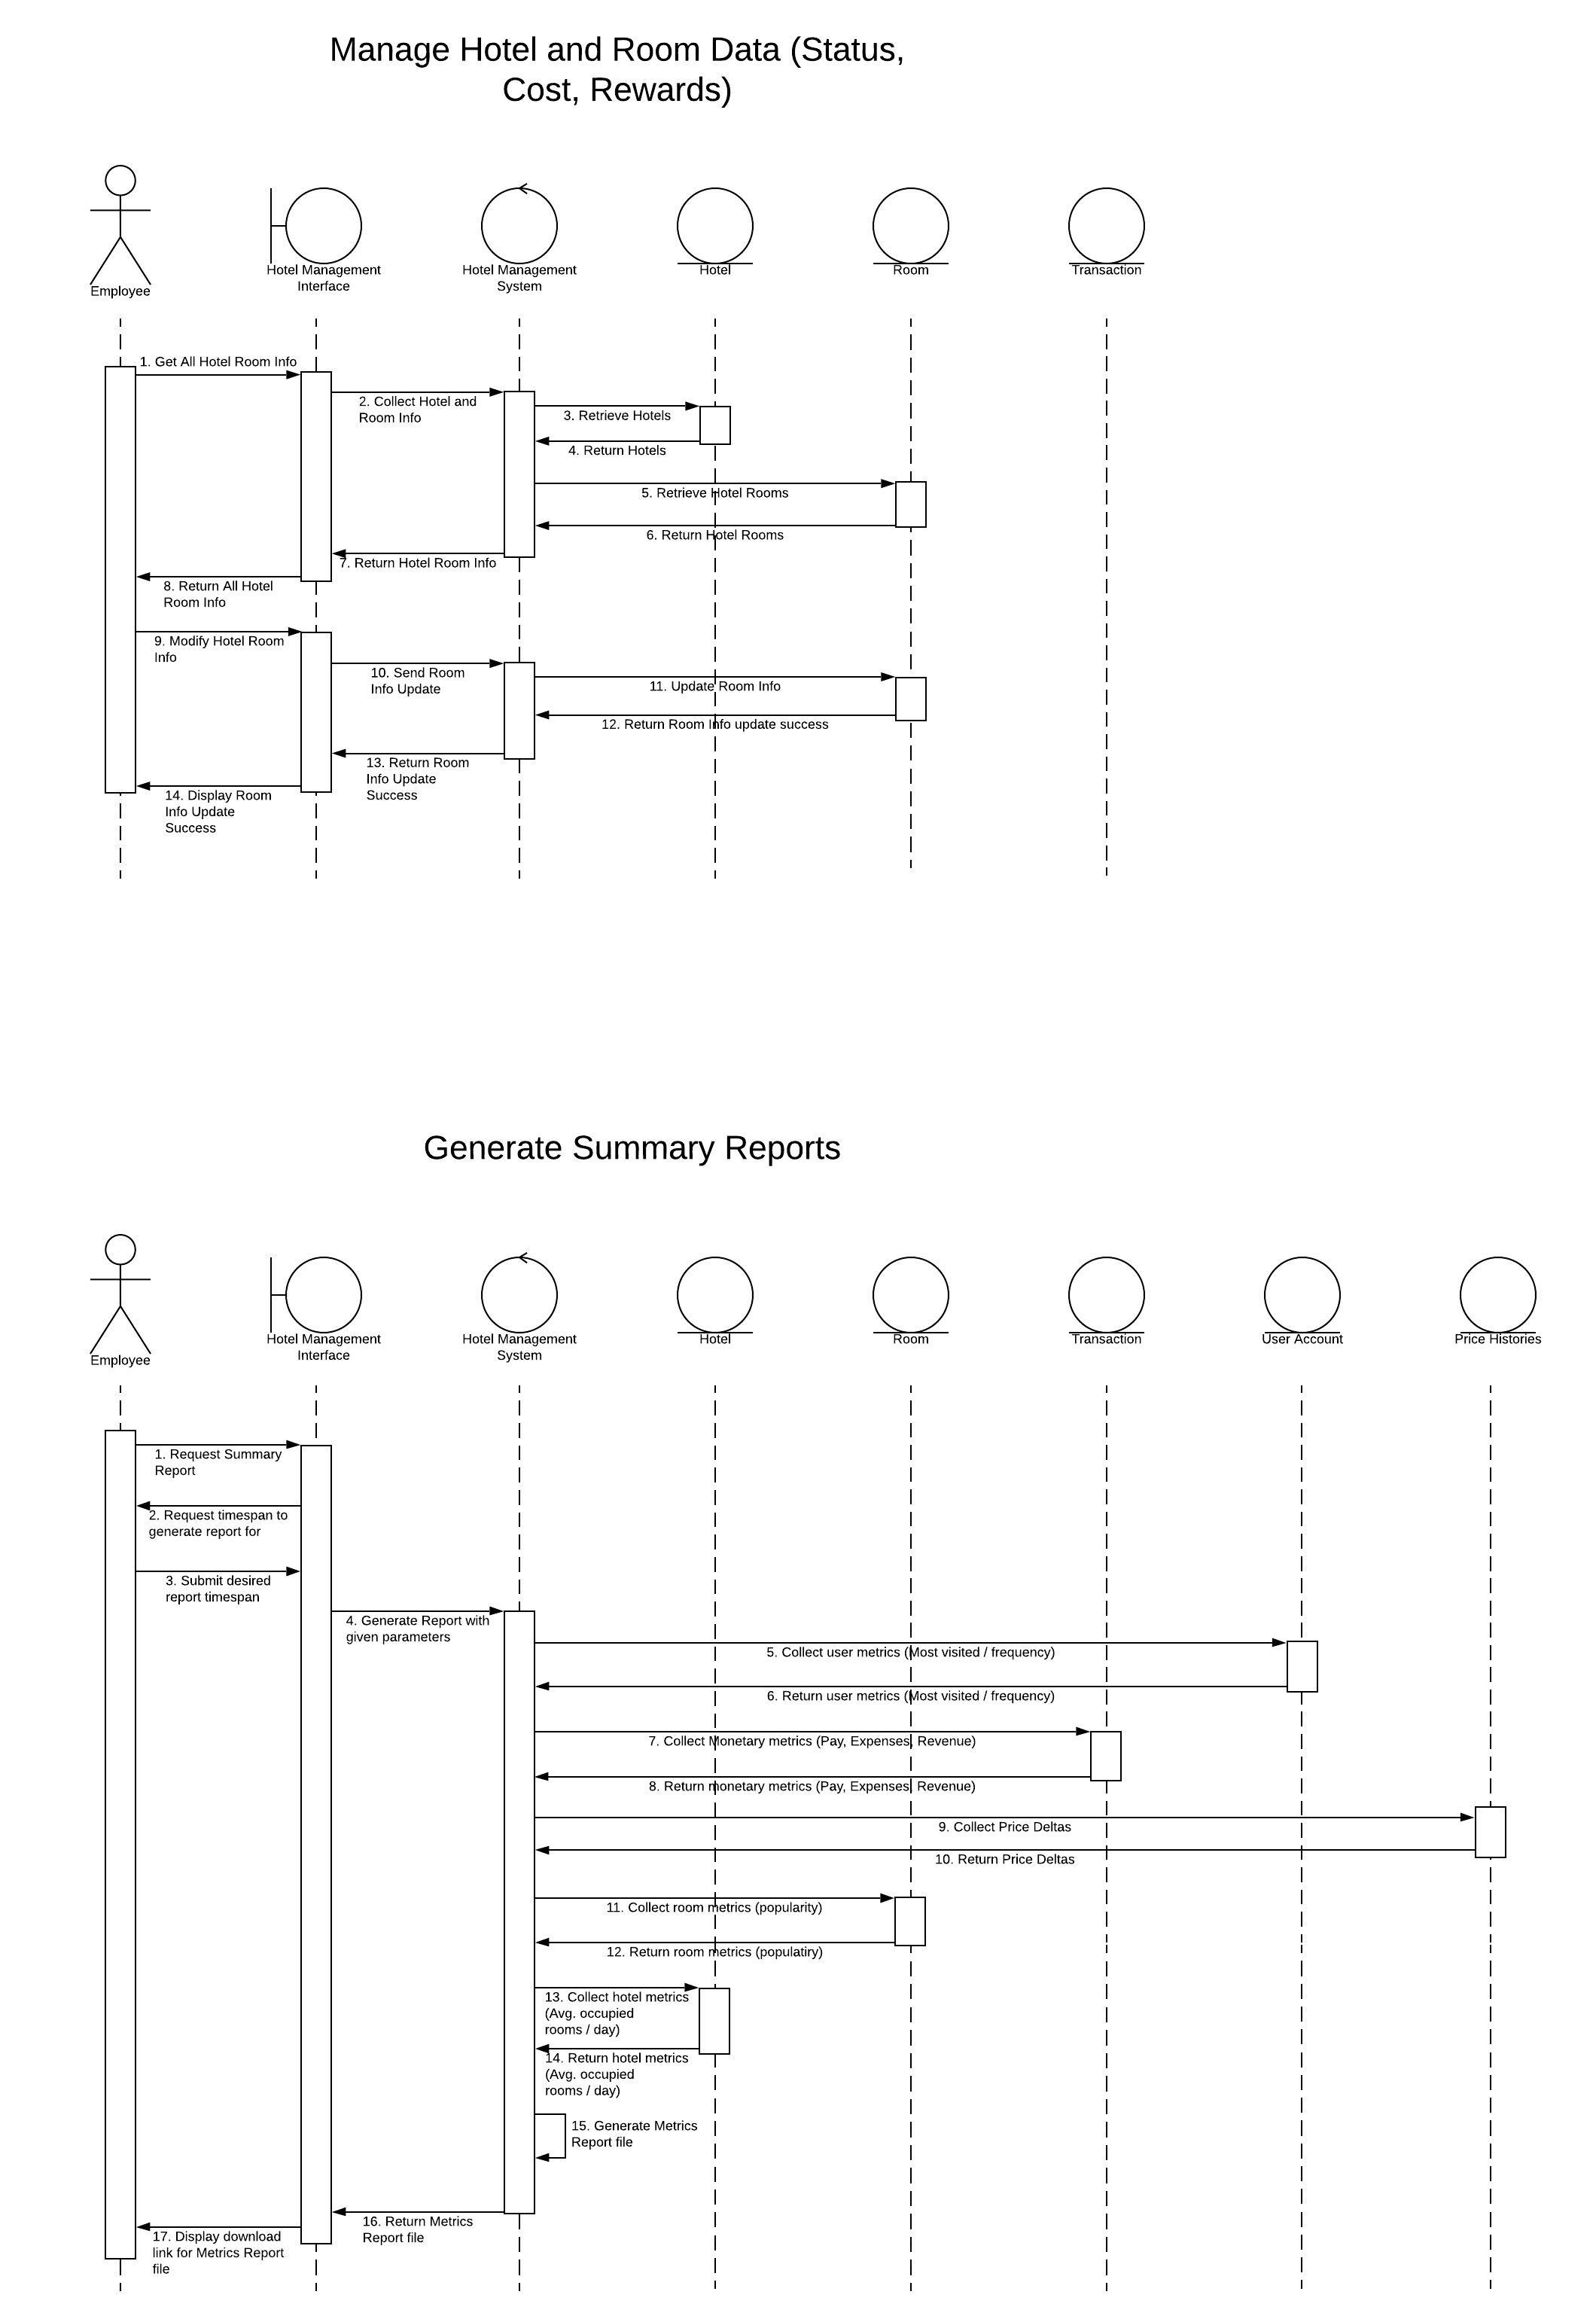 Manage Hotel and Room Data (Status,
Cost, Rewards)
Employee
Hotel Management
Interface
Hotel Management
System
Hotel
Room
Transaction
1. Get All Hotel Room Info
2. Collect Hotel and
Room Info
3. Retrieve Hotels
4. Return Hotels
5. Retrieve Hotel Rooms
6. Return Hotel Rooms
7. Return Hotel Room Info
8. Return All Hotel
Room Info
9. Modify Hotel Room
Info
10. Send Room
Info Update
11. Update Room Info
12. Return Room Info update success
13. Return Room
Info Update
Success
14. Display Room
Info Update
Success
Generate Summary Reports
Employee
Hotel Management
Interface
Hotel Management
System
Hotel
Room
Transaction
User Account
Price Histories
1. Request Summary
Report
2. Request timespan to
generate report for
3. Submit desired
report timespan
4. Generate Report with
given parameters
5. Collect user metrics (Most visited / frequency)
6. Return user metrics (Most visited / frequency)
7. Collect Monetary metrics (Pay, Expenses, Revenue)
8. Return monetary metrics (Pay, Expenses, Revenue)
9. Collect Price Deltas
10. Return Price Deltas
11. Collect room metrics (popularity)
12. Return room metrics (populatiry)
13. Collect hotel metrics
(Avg. occupied
rooms / day)
14. Return hotel metrics
(Avg. occupied
rooms / day)
15. Generate Metrics
Report file
16. Return Metrics
Report file
17. Display download
link for Metrics Report
file